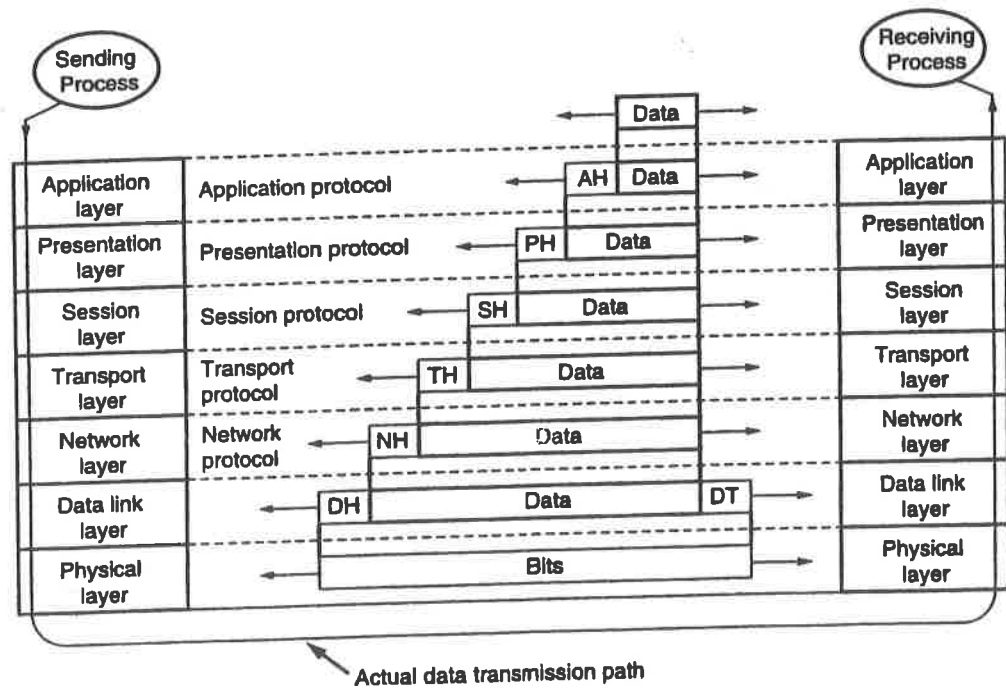 Sending
Process
Receiving
Process
Data
Application
layer
Application protocol
AH
Data
Application
layer
Presentation
layer
Presentation protocol
PH
Data
Presentation
layer
Session
layer
Session protocol
SH
Data
Session
layer
Transport
layer
Transport
protocol
TH
Data
Transport
layer
Network
layer
Network
protocol
NH
Data
Network
layer
Data link
layer
DH
Data
DT
Data link
layer
Physical
layer
Bits
Physical
layer
Actual data transmission path